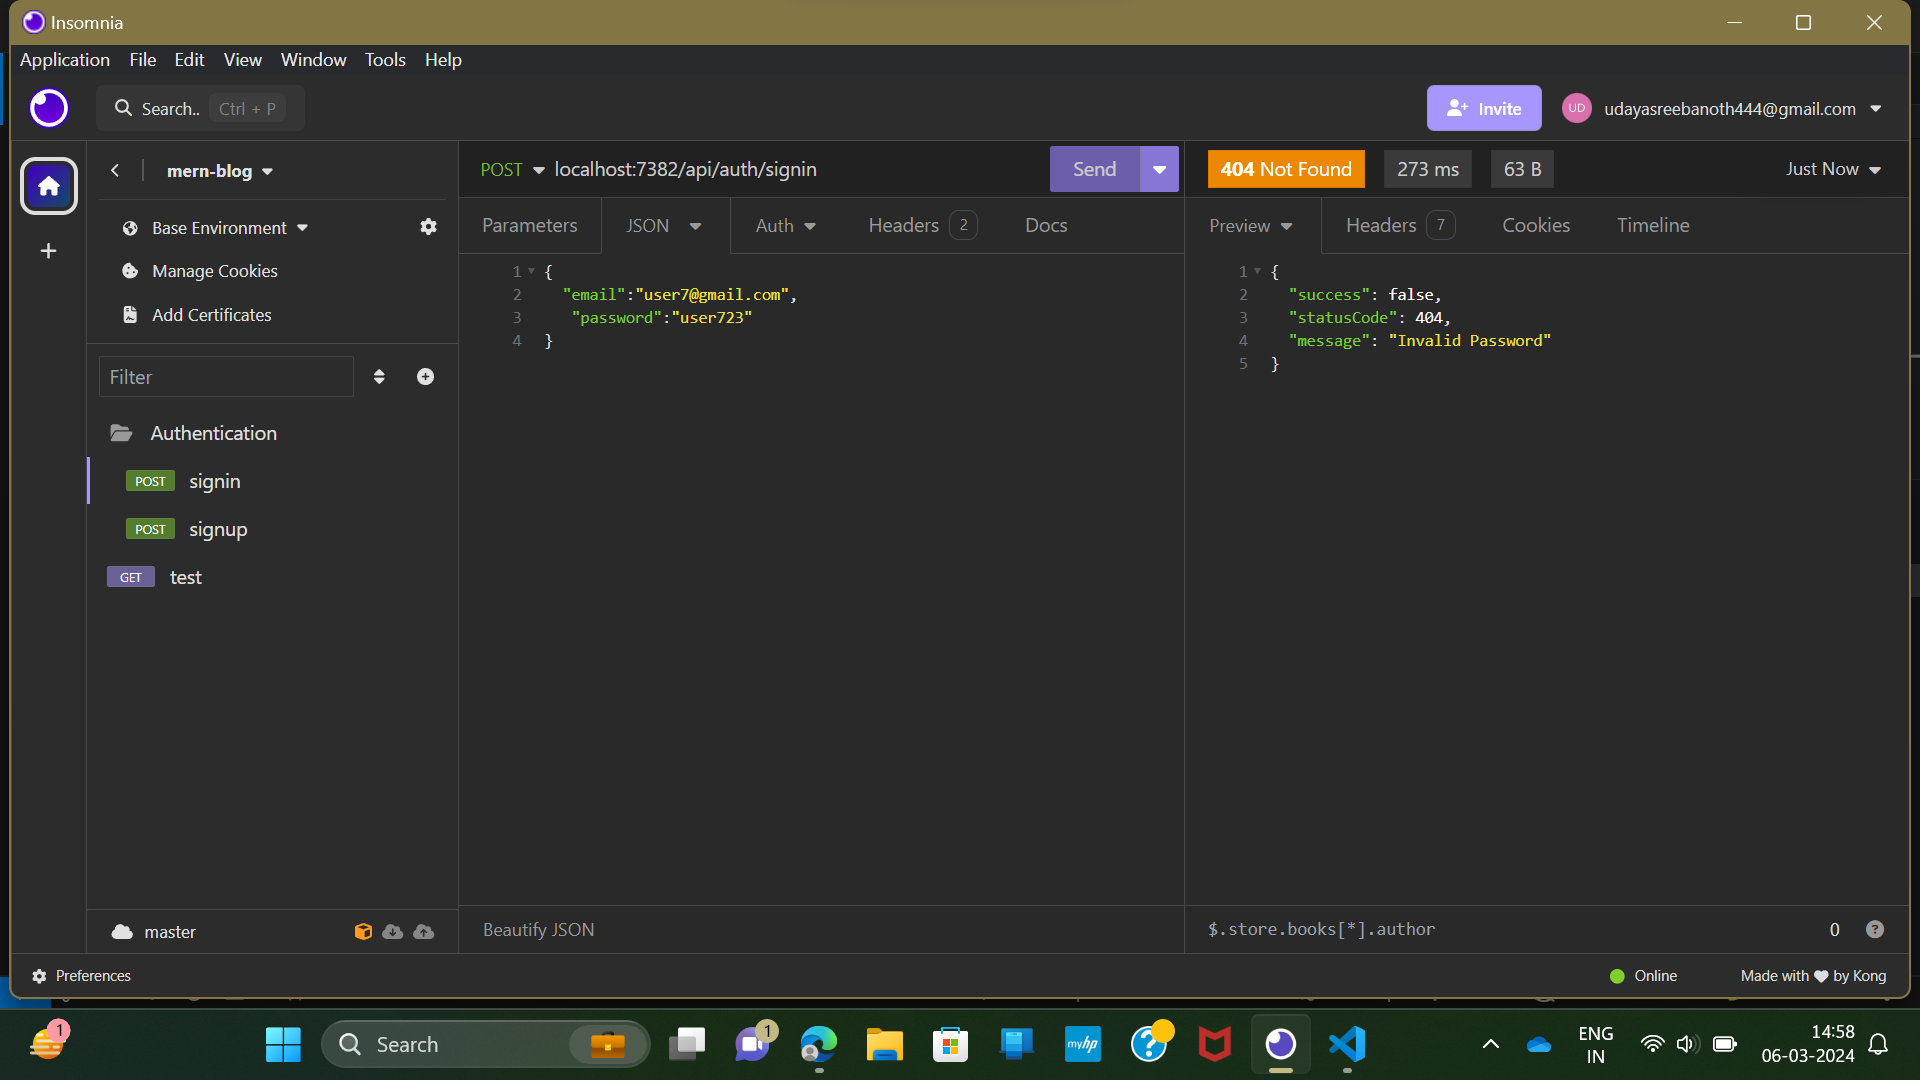 Insomnia
Application File Edit View Window Tools Help
Search.. Ctrl + P
Invite
UD
udayasreebanoth444@gmail.com
mern-blog
Base Environment
Manage Cookies
Add Certificates
Filter
Authentication
POST signin
POST signup
GET test
master
POST localhost:7382/api/auth/signin
Send
Parameters JSON Auth Headers 2 Docs
1 {
2 "email":"user7@gmail.com",
3 "password":"user723"
4 }
Beautify JSON
404 Not Found 273 ms 63 B Just Now
Preview Headers 7 Cookies Timeline
1 {
2 "success": false,
3 "statusCode": 404,
4 "message": "Invalid Password"
5 }
$.store.books[*].author 0 ?
Preferences
Online
Made with ❤ by Kong
1
Search
1
myhp
?
ENG
IN
14:58
06-03-2024